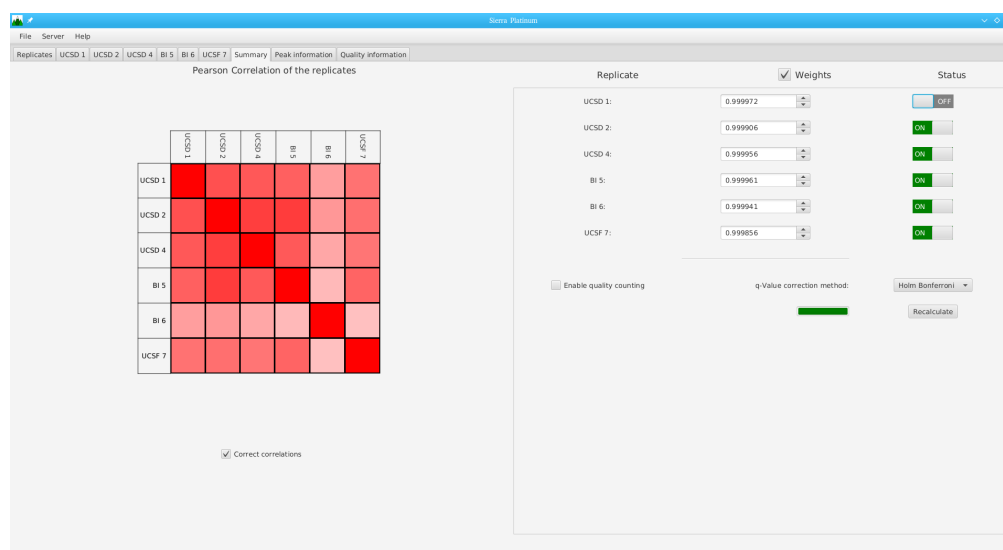 Sierra Platinum
File Server Help
Replicates UCSD 1 UCSD 2 UCSD 4 BI 5 BI 6 UCSF 7 Summary Peak information Quality information
Pearson Correlation of the replicates
UCSD 1 UCSD 2 UCSD 4 BI 5 BI 6 UCSF 7
UCSD 1
UCSD 2
UCSD 4
BI 5
BI 6
UCSF 7
Correct correlations
Replicate Weights Status
UCSD 1: 0.999972 OFF
UCSD 2: 0.999906 ON
UCSD 4: 0.999956 ON
BI 5: 0.999961 ON
BI 6: 0.999941 ON
UCSF 7: 0.999856 ON
Enable quality counting q-Value correction method: Holm Bonferroni
Recalculate